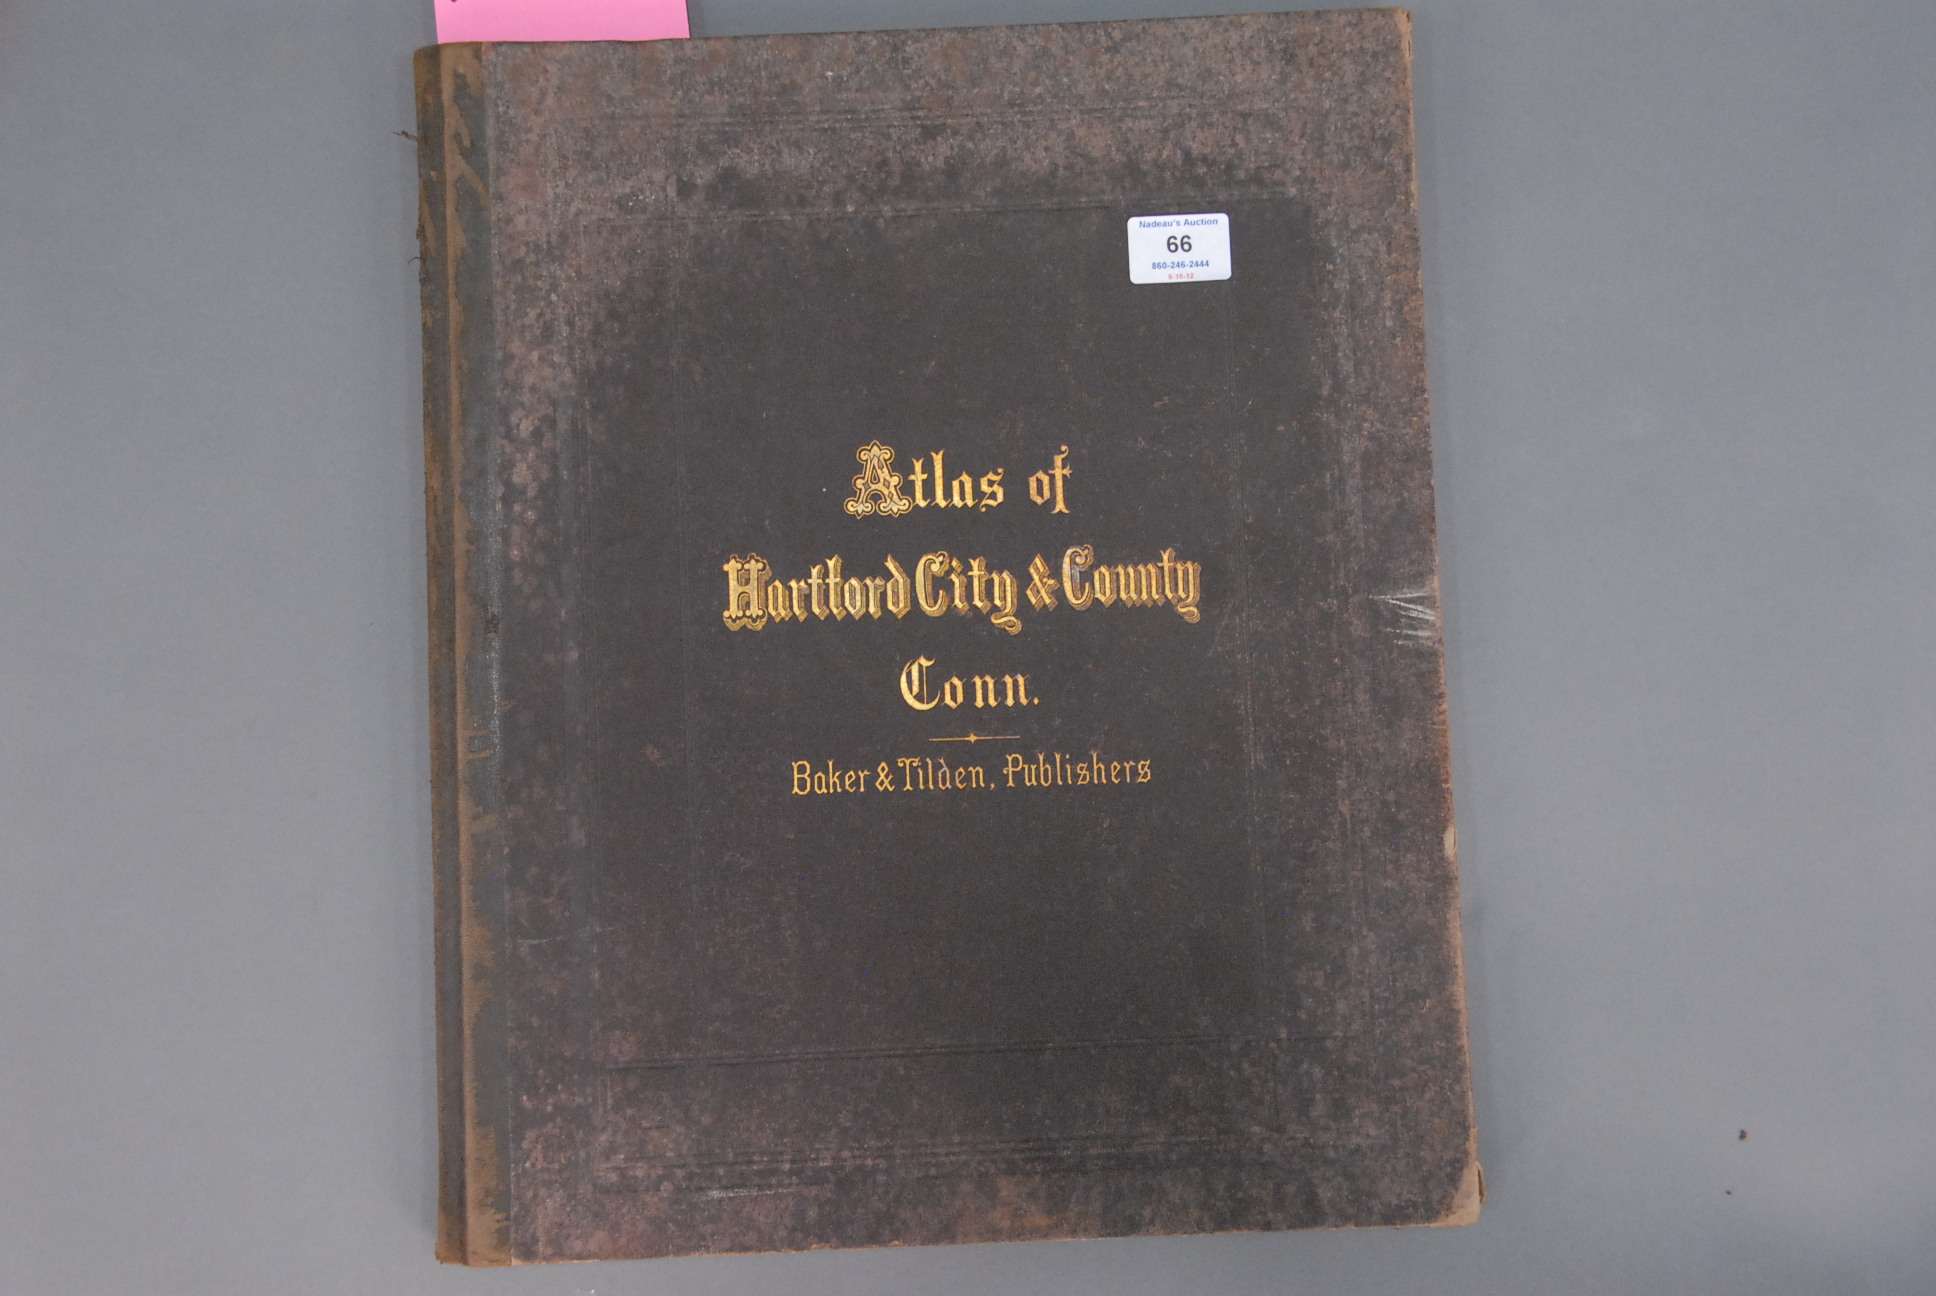 Nadeau's Auction
66
860-246-2444
Atlas of
Hartford City & County
Conn.
Baker & Tilden, Publishers